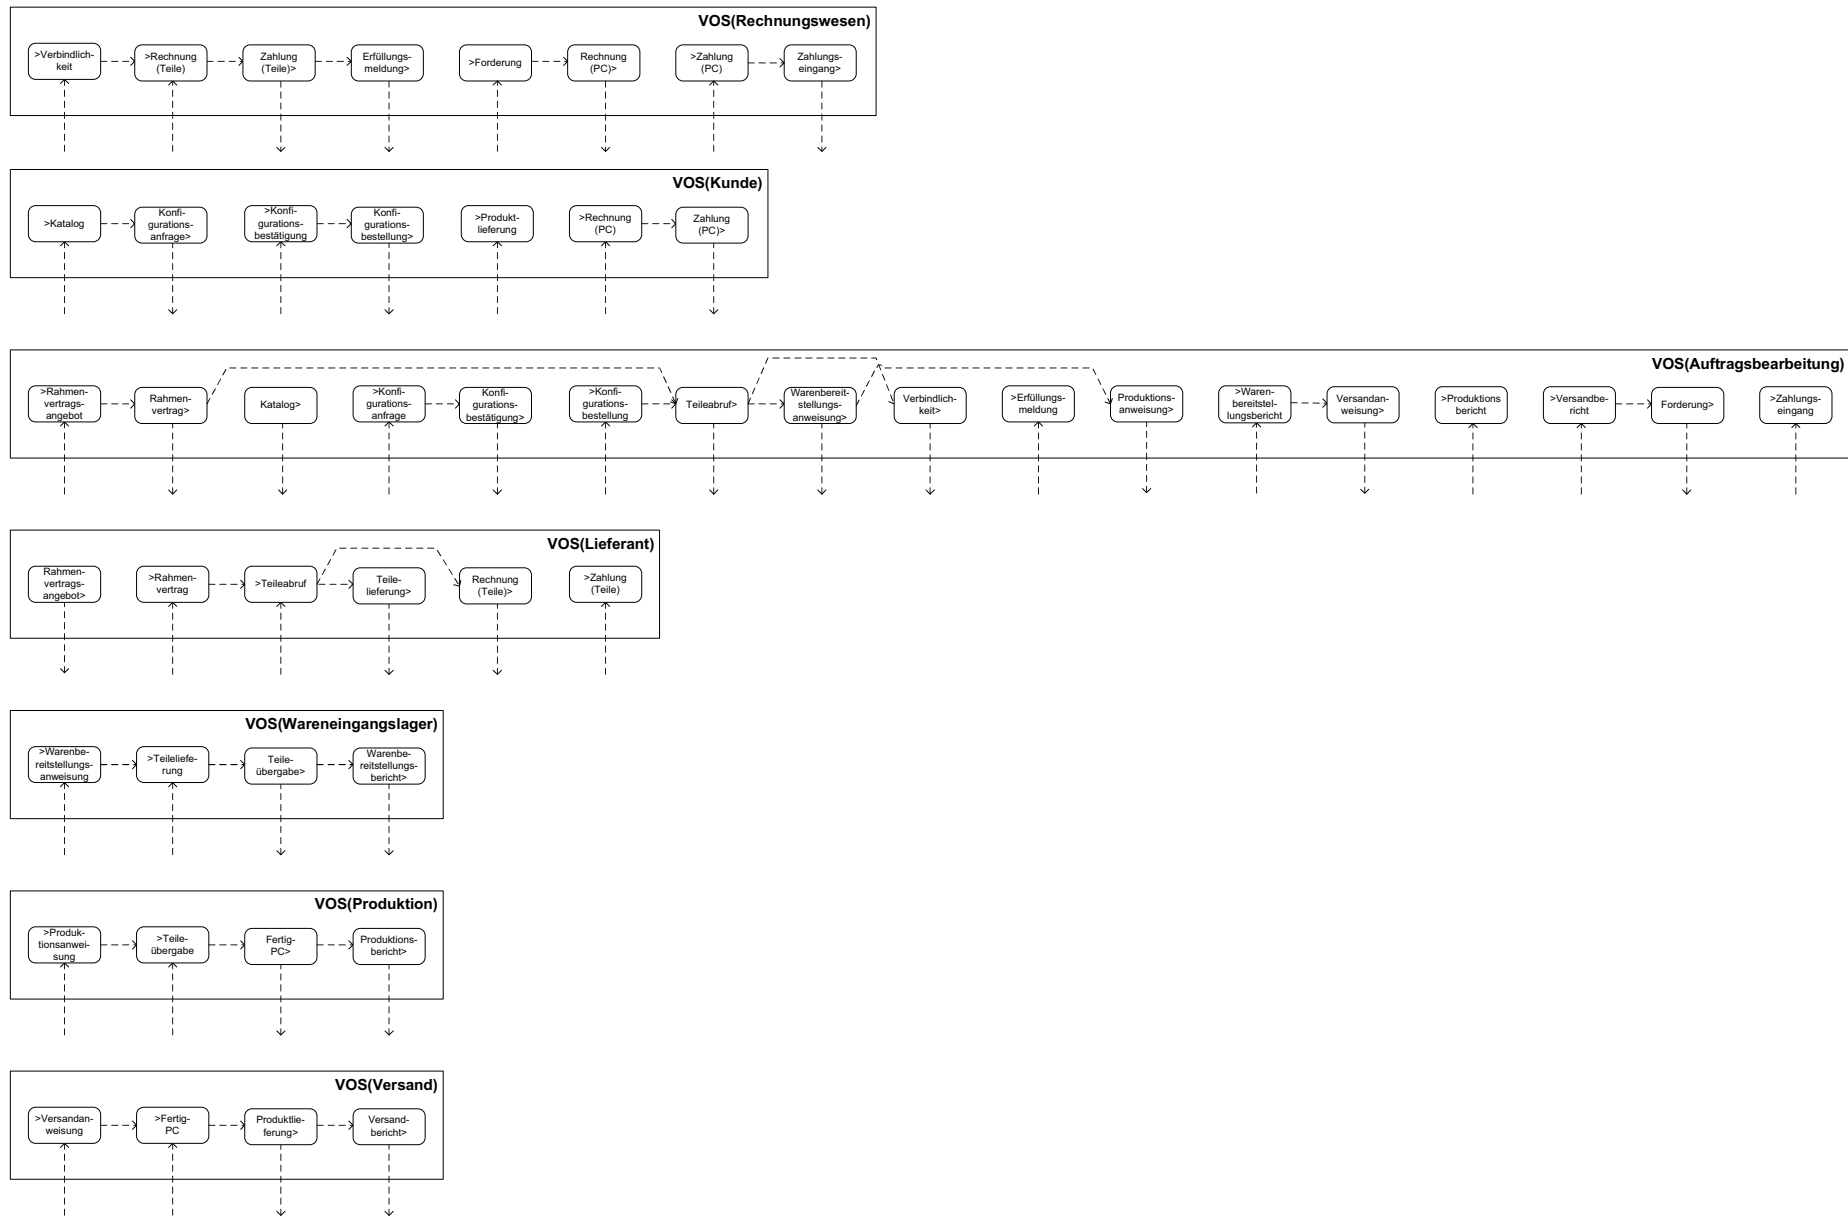 VOS(Rechnungswesen)
>Verbindlich-
keit
>Rechnung
(Teile)
Zahlung
(Teile)>
Erfüllungs-
meldung>
>Forderung
Rechnung
(PC)>
>Zahlung
(PC)
Zahlungs-
eingang>
VOS(Kunde)
>Katalog
Konfi-
gurations-
anfrage>
>Konfi-
gurations-
bestätigung
Konfi-
gurations-
bestellung>
>Produkt-
lieferung
>Rechnung
(PC)
Zahlung
(PC)>
VOS(Auftragsbearbeitung)
>Rahmen-
vertrags-
angebot
Rahmen-
vertrag>
Katalog>
>Konfi-
gurations-
anfrage
Konfi-
gurations-
bestätigung>
>Konfi-
gurations-
bestellung
Teileabruf>
Warenbereit-
stellungs-
anweisung>
Verbindlich-
keit>
>Erfüllungs-
meldung
Produktions-
anweisung>
>Waren-
bereitstel-
lungsbericht
Versandan-
weisung>
>Produktions
bericht
>Versandbe-
richt
Forderung>
>Zahlungs-
eingang
VOS(Lieferant)
Rahmen-
vertrags-
angebot>
>Rahmen-
vertrag
>Teileabruf
Teile-
lieferung>
Rechnung
(Teile)>
>Zahlung
(Teile)
VOS(Wareneingangslager)
>Warenbe-
reitstellungs-
anweisung
>Teileliefe-
rung
Teile-
übergabe>
Warenbe-
reitstellungs-
bericht>
VOS(Produktion)
>Produk-
tionsanwei-
sung
>Teile-
übergabe
Fertig-
PC>
Produktions-
bericht>
VOS(Versand)
>Versandan-
weisung
>Fertig-
PC
Produktlie-
ferung>
Versand-
bericht>